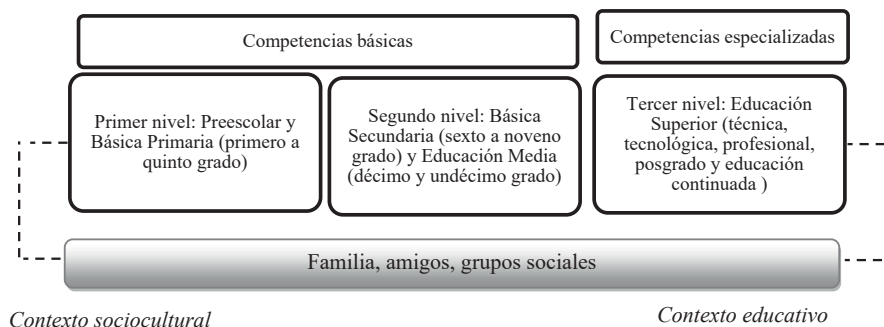 Competencias básicas
Competencias especializadas
Primer nivel: Preescolar y
Básica Primaria (primero a
quinto grado)
Segundo nivel: Básica
Secundaria (sexto a noveno
grado) y Educación Media
(décimo y undécimo grado)
Tercer nivel: Educación
Superior (técnica,
tecnológica, profesional,
posgrado y educación
continuada )
Familia, amigos, grupos sociales
Contexto sociocultural
Contexto educativo